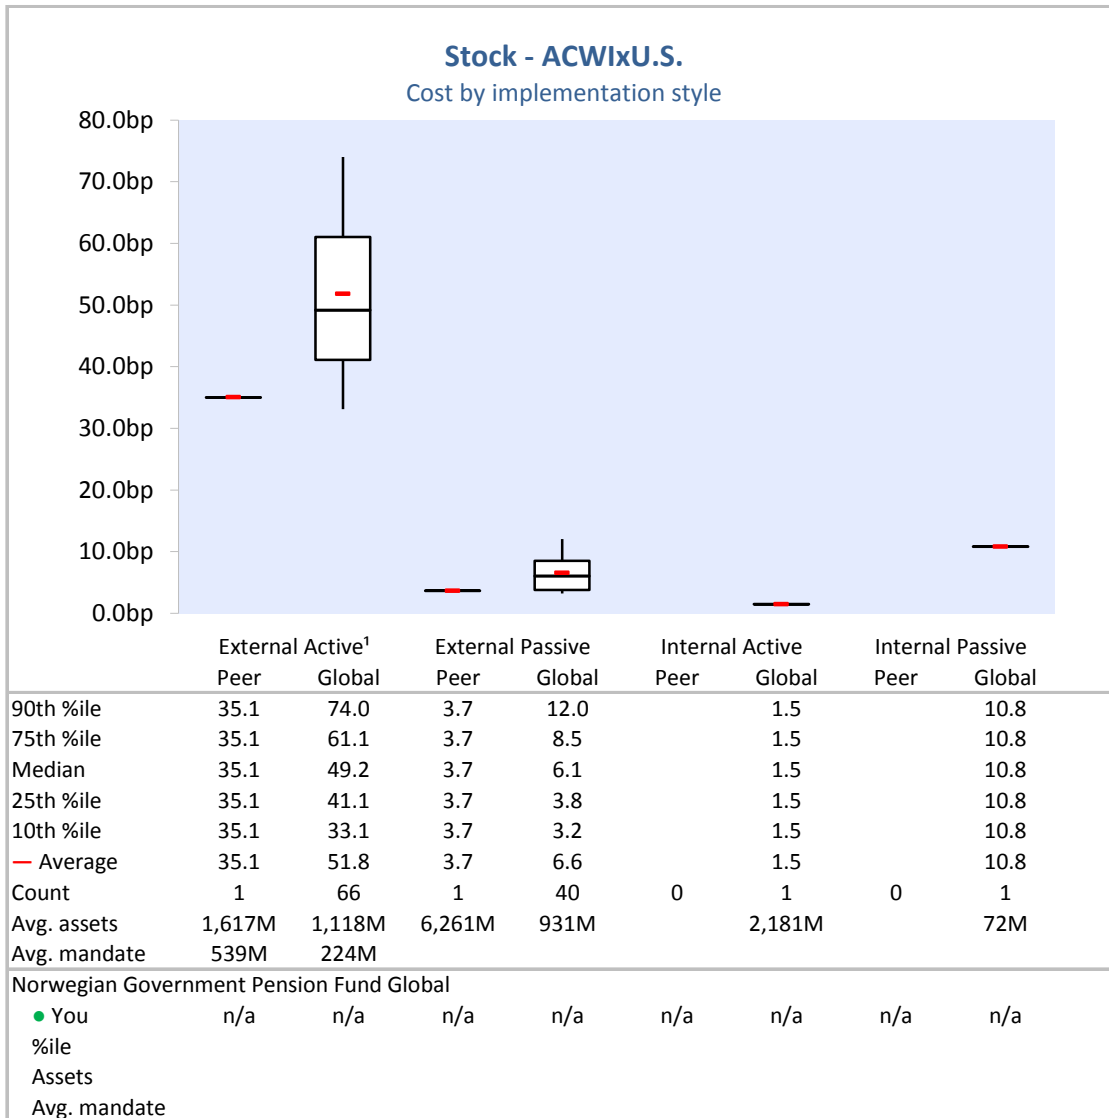 Stock - ACWIxU.S.
Cost by implementation style
80.0bp
70.0bp
60.0bp
50.0bp
40.0bp
30.0bp
20.0bp
10.0bp
0.0bp
External Active¹ External Passive Internal Active Internal Passive
Peer Global Peer Global Peer Global Peer Global
90th %ile 35.1 74.0 3.7 12.0 1.5 10.8
75th %ile 35.1 61.1 3.7 8.5 1.5 10.8
Median 35.1 49.2 3.7 6.1 1.5 10.8
25th %ile 35.1 41.1 3.7 3.8 1.5 10.8
10th %ile 35.1 33.1 3.7 3.2 1.5 10.8
— Average 35.1 51.8 3.7 6.6 1.5 10.8
Count 1 66 1 40 0 1 0 1
Avg. assets 1,617M 1,118M 6,261M 931M 2,181M 72M
Avg. mandate 539M 224M
Norwegian Government Pension Fund Global
● You n/a n/a n/a n/a n/a n/a n/a n/a
%ile
Assets
Avg. mandate